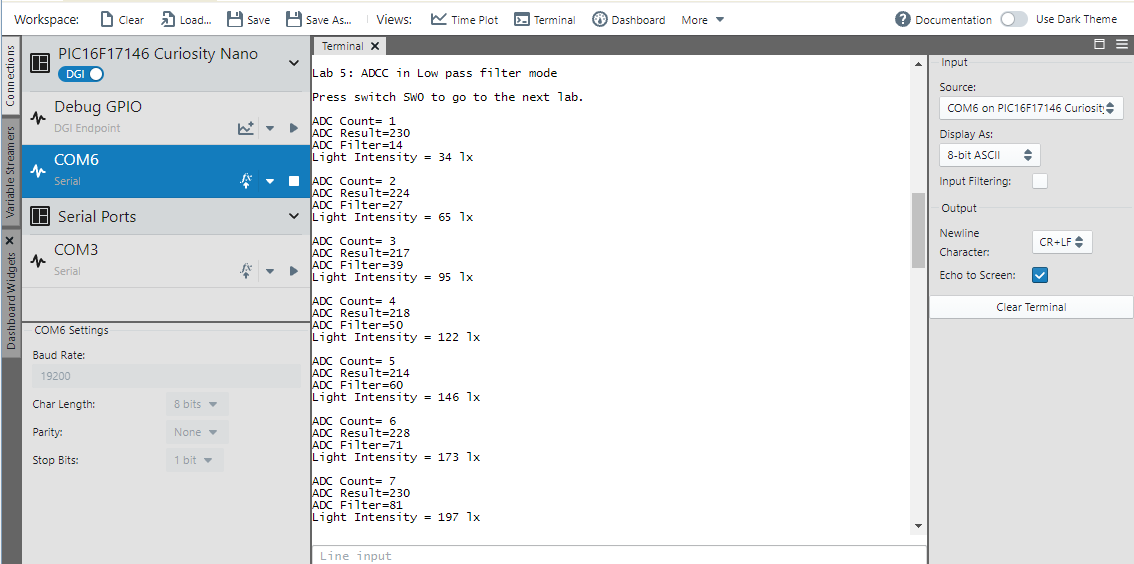 Workspace: Clear Load... Save Save As... Views: Time Plot Terminal Dashboard More Documentation Use Dark Theme
Connections
Variable Streamers
Dashboard Widgets
PIC16F17146 Curiosity Nano
DGI
Debug GPIO
DGI Endpoint
COM6
Serial
Serial Ports
COM3
Serial
COM6 Settings
Baud Rate:
19200
Char Length: 8 bits
Parity: None
Stop Bits: 1 bit
Terminal
Lab 5: ADCC in Low pass filter mode
Press switch SW0 to go to the next lab.
ADC Count= 1
ADC Result=230
ADC Filter=14
Light Intensity = 34 lx
ADC Count= 2
ADC Result=224
ADC Filter=27
Light Intensity = 65 lx
ADC Count= 3
ADC Result=217
ADC Filter=39
Light Intensity = 95 lx
ADC Count= 4
ADC Result=218
ADC Filter=50
Light Intensity = 122 lx
ADC Count= 5
ADC Result=214
ADC Filter=60
Light Intensity = 146 lx
ADC Count= 6
ADC Result=228
ADC Filter=71
Light Intensity = 173 lx
ADC Count= 7
ADC Result=230
ADC Filter=81
Light Intensity = 197 lx
Line input
Input
Source:
COM6 on PIC16F17146 Curiosity
Display As:
8-bit ASCII
Input Filtering:
Output
Newline
Character:
CR+LF
Echo to Screen:
Clear Terminal